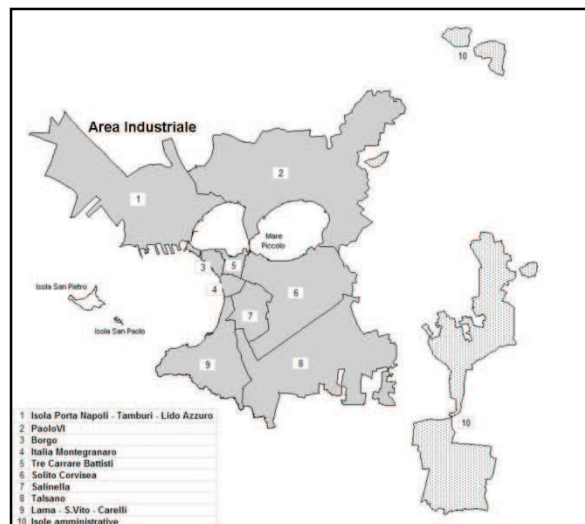 10
Area Industriale
2
1
Mare
Piccolo
3
5
Isola San Pietro
4
6
Isola San Paolo
7
9
8
10
1 Isola Porta Napoli - Tamburi - Lido Azzuro
2 PaoloVI
3 Borgo
4 Italia Montegranaro
5 Tre Carrare Battisti
6 Solito Corvisea
7 Salinella
8 Talsano
9 Lama - S.Vito - Carelli
10 Isole amministrative